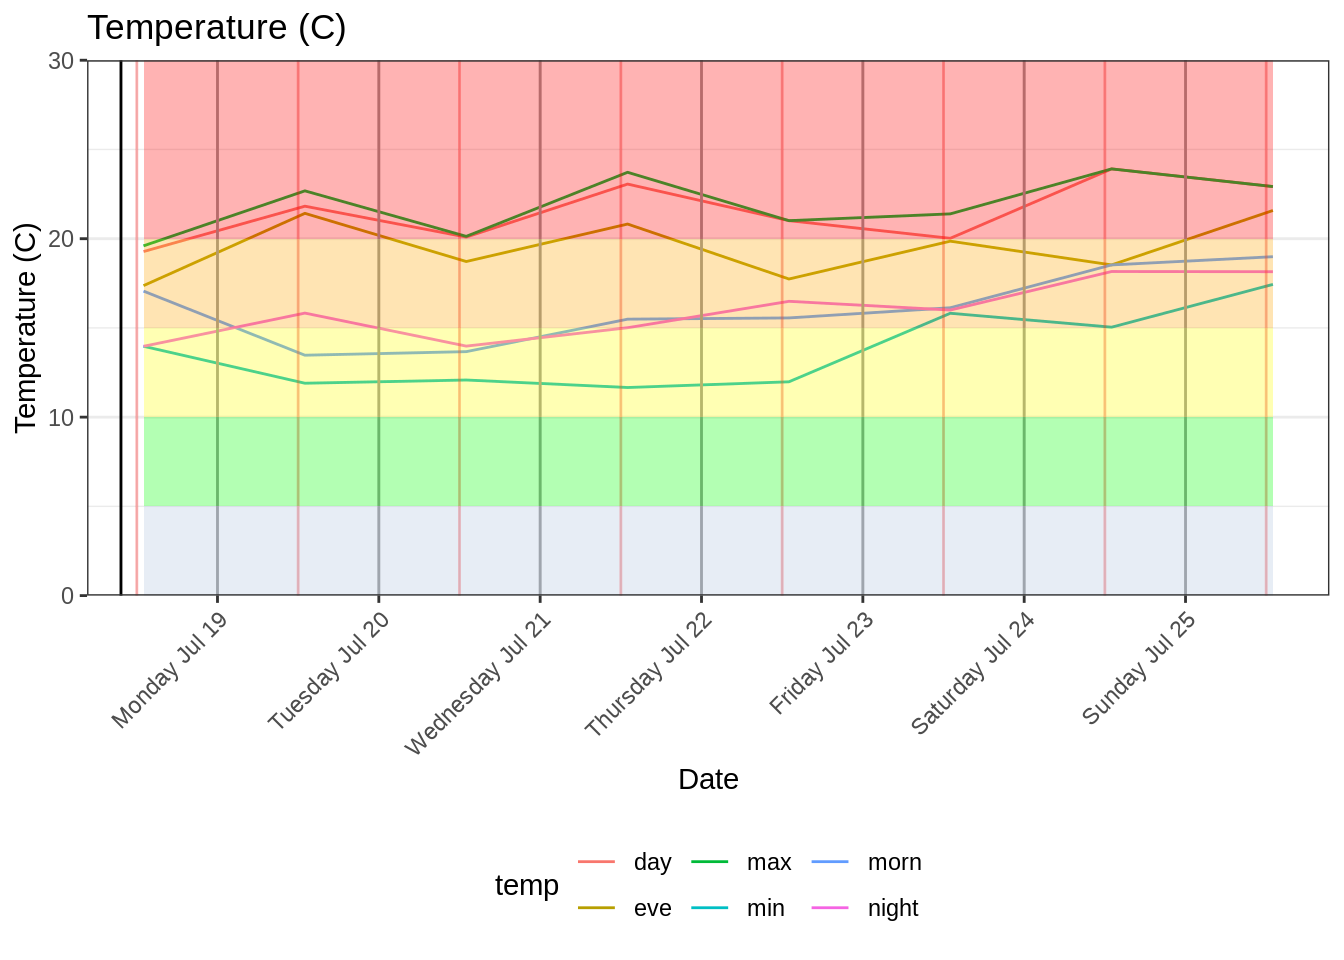 Temperature (C)
30
20
10
0
Temperature (C)
Monday Jul 19
Tuesday Jul 20
Wednesday Jul 21
Thursday Jul 22
Friday Jul 23
Saturday Jul 24
Sunday Jul 25
Date
temp
day max morn
eve min night